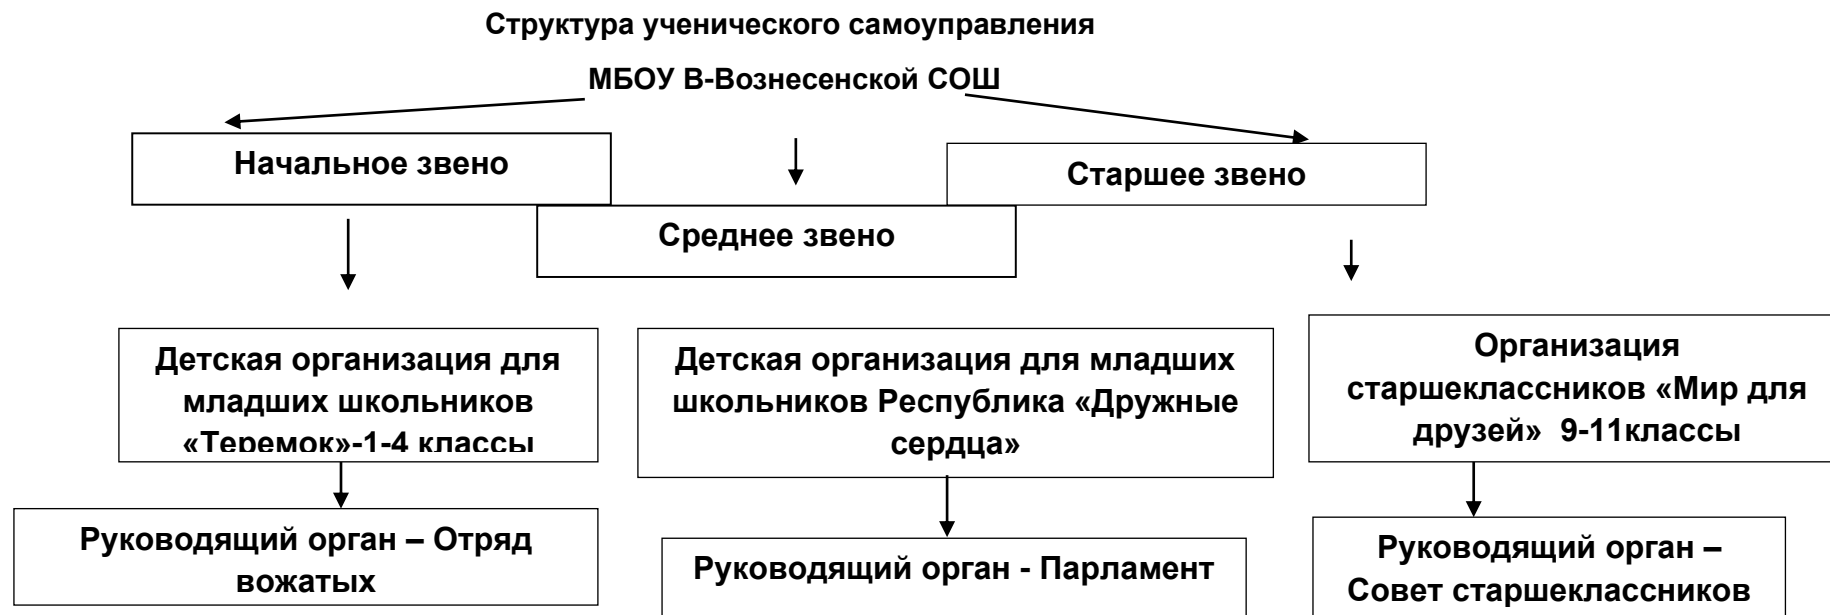 Структура ученического самоуправления
МБОУ В-Вознесенской СОШ
Начальное звено
Старшее звено
Среднее звено
Детская организация для
младших школьников
«Теремок»-1-4 классы
Детская организация для младших
школьников Республика «Дружные
сердца»
Организация
старшеклассников «Мир для
друзей»  9-11классы
Руководящий орган – Отряд
вожатых
Руководящий орган - Парламент
Руководящий орган –
Совет старшеклассников